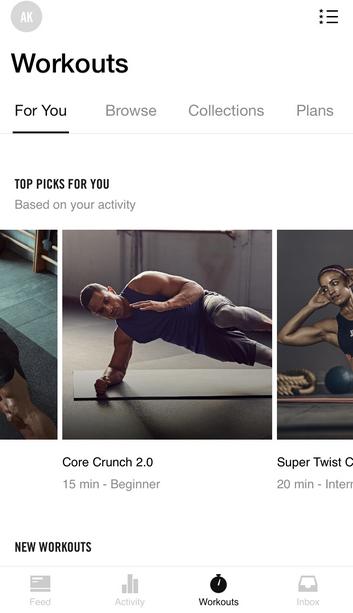 AK
Workouts
For You Browse Collections Plans
TOP PICKS FOR YOU
Based on your activity
Core Crunch 2.0 Super Twist
15 min - Beginner 20 min -
NEW WORKOUTS
Feed Activity Workouts Inbox